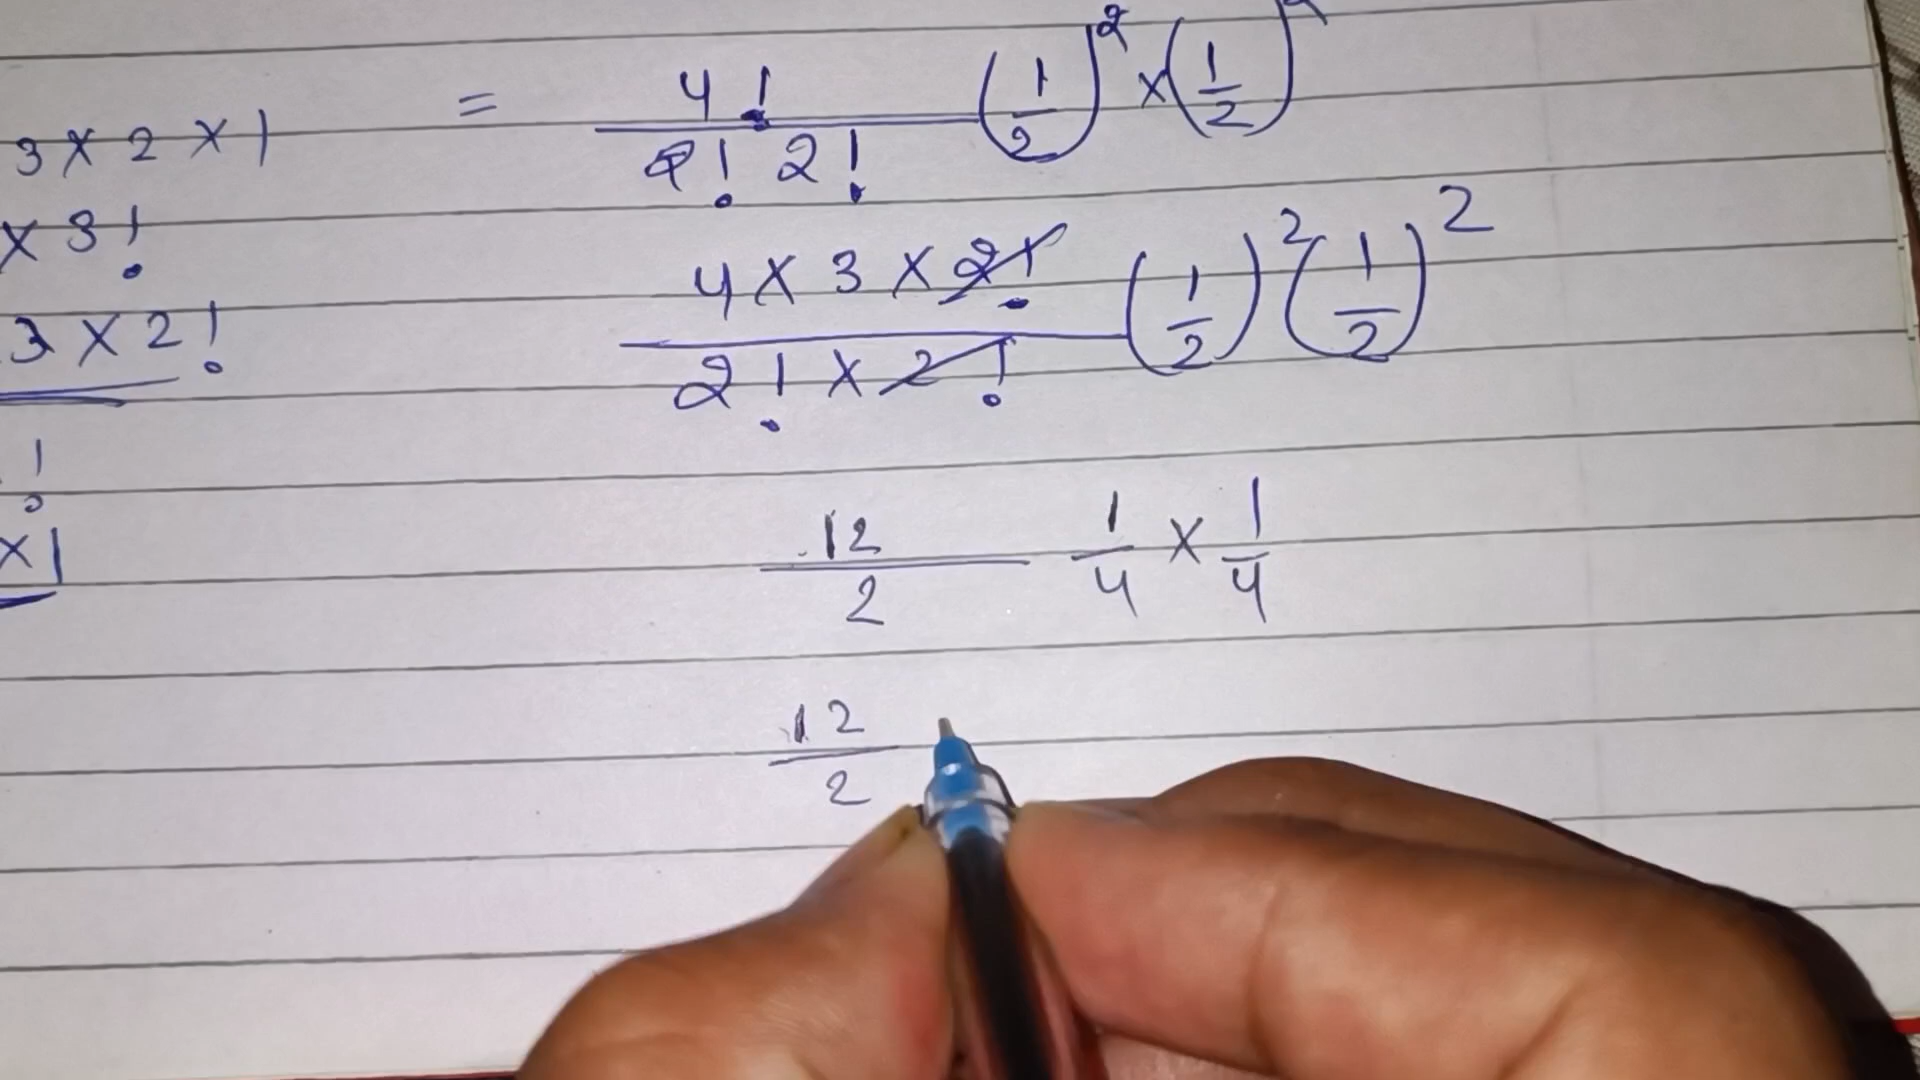 3 × 2 × 1
= 4! / 2! 2! (1/2)² × (1/2)²
× 3!
4 × 3 × 2! / 2! × 2! (1/2)² (1/2)²
3 × 2!
!
12 / 2 1/4 × 1/4
× 1
12 / 2